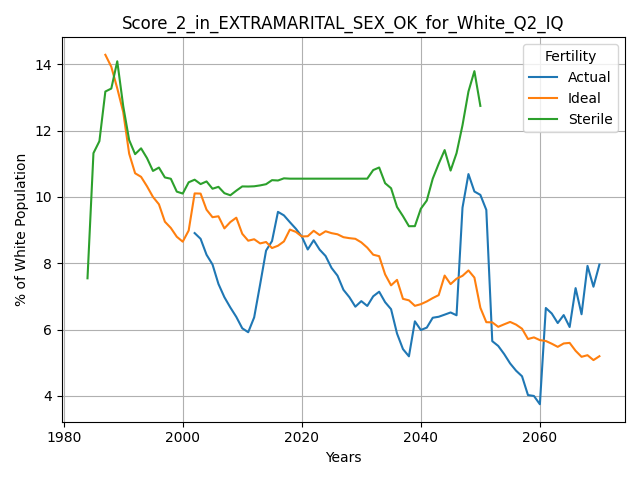 Score_2_in_EXTRAMARITAL_SEX_OK_for_White_Q2_IQ
Fertility
Actual
Ideal
Sterile
% of White Population
14
12
10
8
6
4
1980
2000
2020
2040
2060
Years